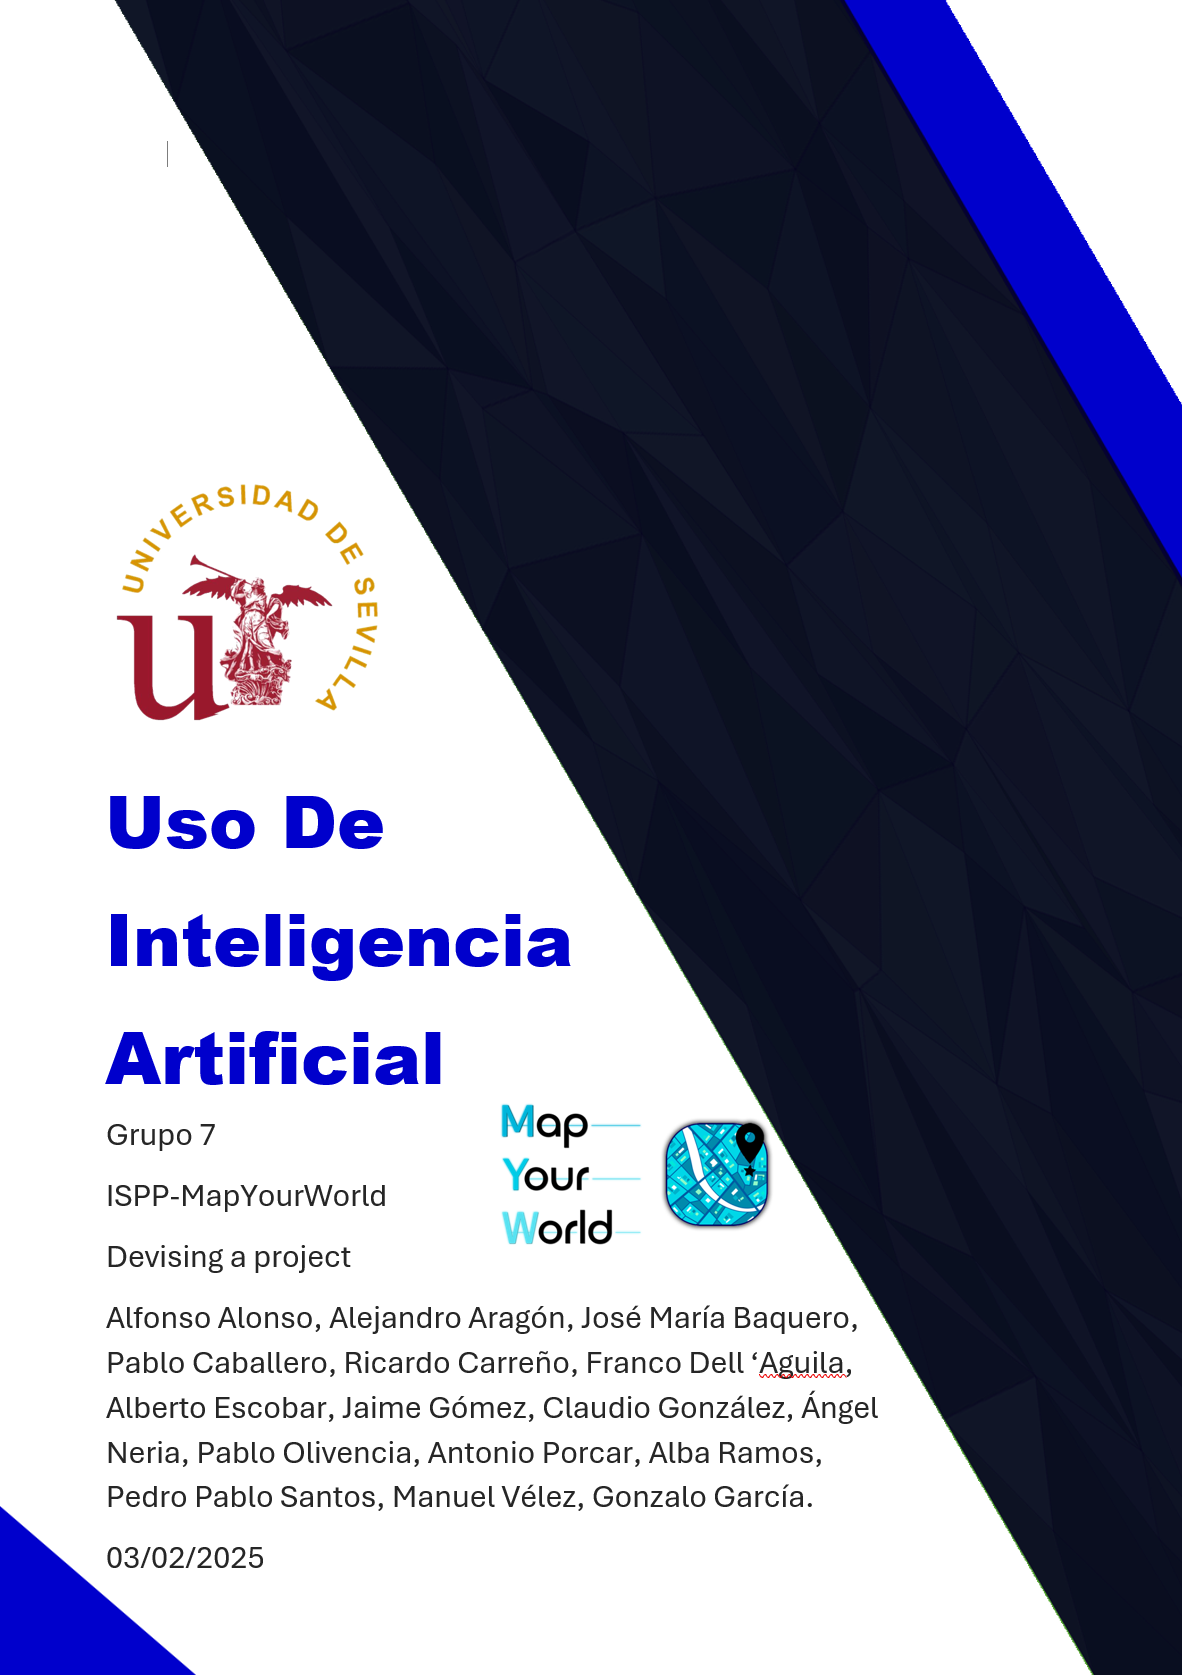 UNIVERSIDAD DE SEVILLA
u
Uso De
Inteligencia
Artificial
Grupo 7
ISPP-MapYourWorld
Devising a project
Map
Your
World
Alfonso Alonso, Alejandro Aragón, José María Baquero,
Pablo Caballero, Ricardo Carreño, Franco Dell ‘Aguila,
Alberto Escobar, Jaime Gómez, Claudio González, Ángel
Neria, Pablo Olivencia, Antonio Porcar, Alba Ramos,
Pedro Pablo Santos, Manuel Vélez, Gonzalo García.
03/02/2025